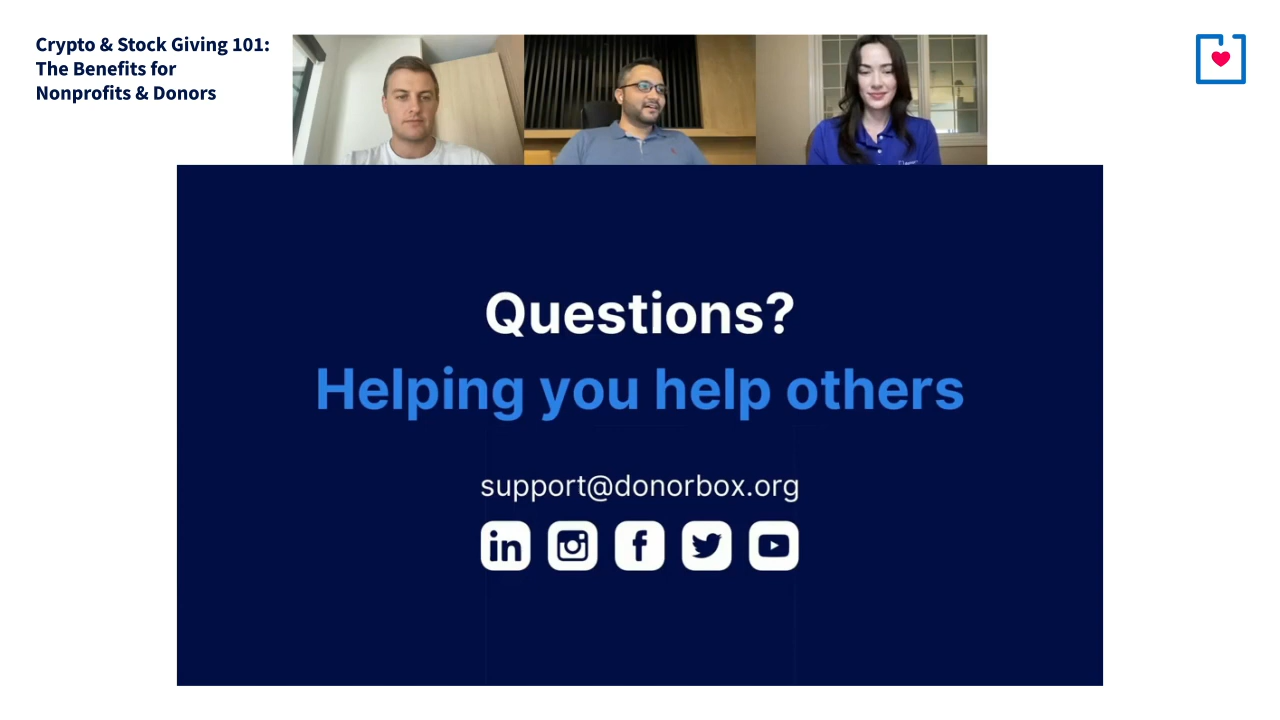 Crypto & Stock Giving 101:
The Benefits for
Nonprofits & Donors
Questions?
Helping you help others
support@donorbox.org